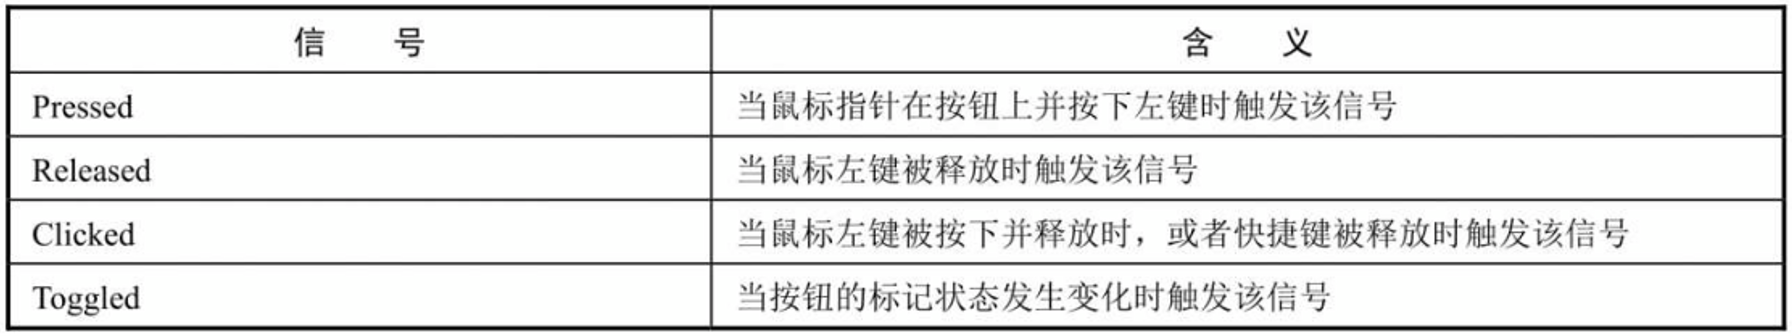 信 号 含 义
Pressed 当鼠标指针在按钮上并按下左键时触发该信号
Released 当鼠标左键被释放时触发该信号
Clicked 当鼠标左键被按下并释放时，或者快捷键被释放时触发该信号
Toggled 当按钮的标记状态发生变化时触发该信号